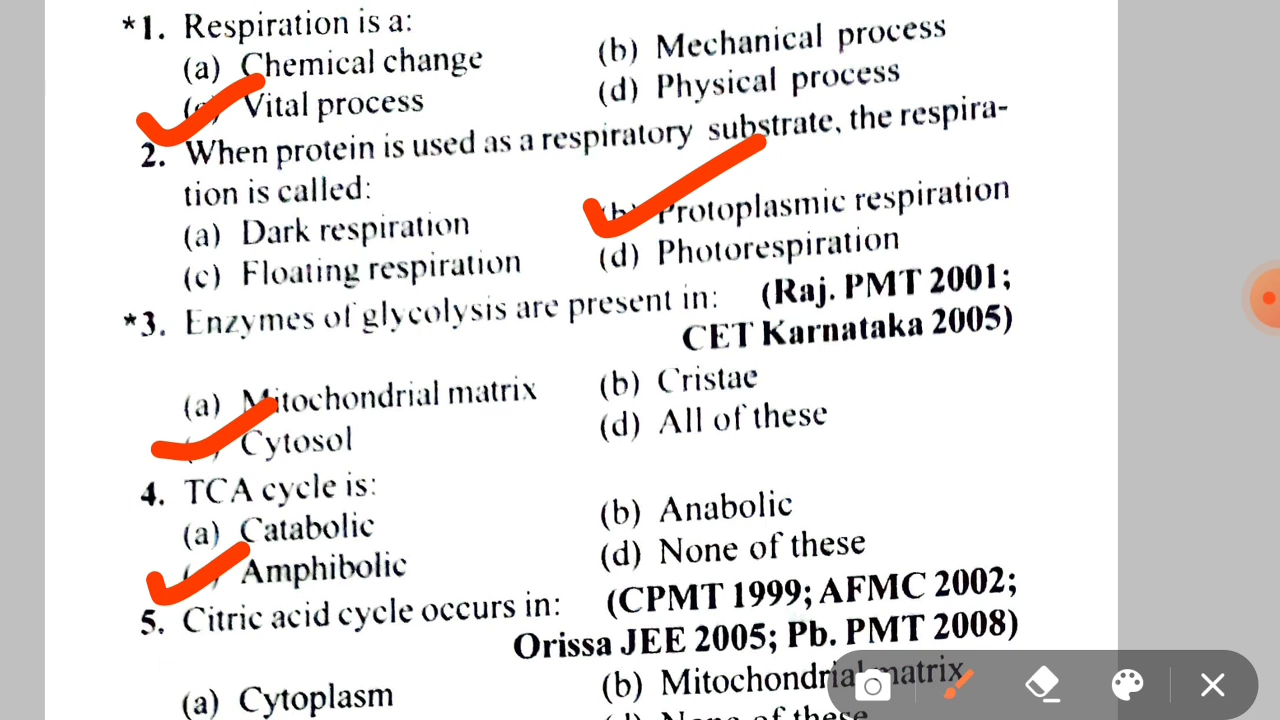 *1. Respiration is a:
(a) Chemical change (b) Mechanical process
Vital process (d) Physical process
2. When protein is used as a respiratory substrate, the respira-
tion is called:
(a) Dark respiration (b) Protoplasmic respiration
(c) Floating respiration (d) Photorespiration
*3. Enzymes of glycolysis are present in: (Raj. PMT 2001;
CET Karnataka 2005)
(a) Mitochondrial matrix (b) Cristae
Cytosol (d) All of these
4. TCA cycle is:
(a) Catabolic (b) Anabolic
Amphibolic (d) None of these
5. Citric acid cycle occurs in: (CPMT 1999; AFMC 2002;
Orissa JEE 2005; Pb. PMT 2008)
(a) Cytoplasm (b) Mitochondrial matrix
None of these